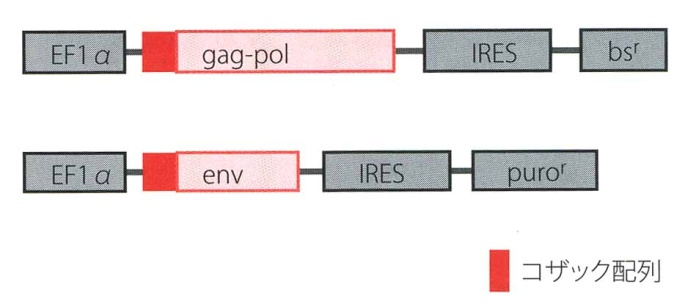 EF1α gag-pol IRES bsʳ
EF1α env IRES puroʳ
コザック配列